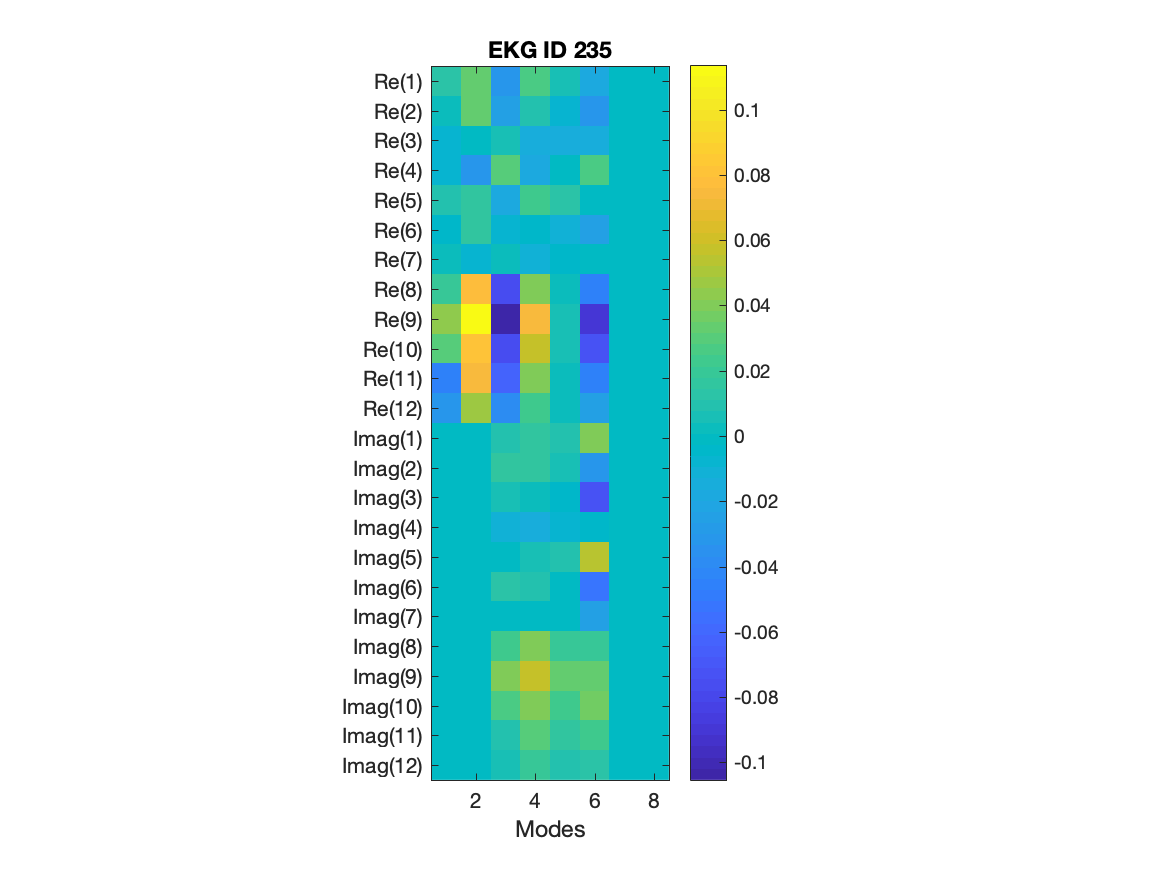 EKG ID 235
Re(1)
Re(2)
Re(3)
Re(4)
Re(5)
Re(6)
Re(7)
Re(8)
Re(9)
Re(10)
Re(11)
Re(12)
Imag(1)
Imag(2)
Imag(3)
Imag(4)
Imag(5)
Imag(6)
Imag(7)
Imag(8)
Imag(9)
Imag(10)
Imag(11)
Imag(12)
2 4 6 8
Modes
0.1
0.08
0.06
0.04
0.02
0
-0.02
-0.04
-0.06
-0.08
-0.1